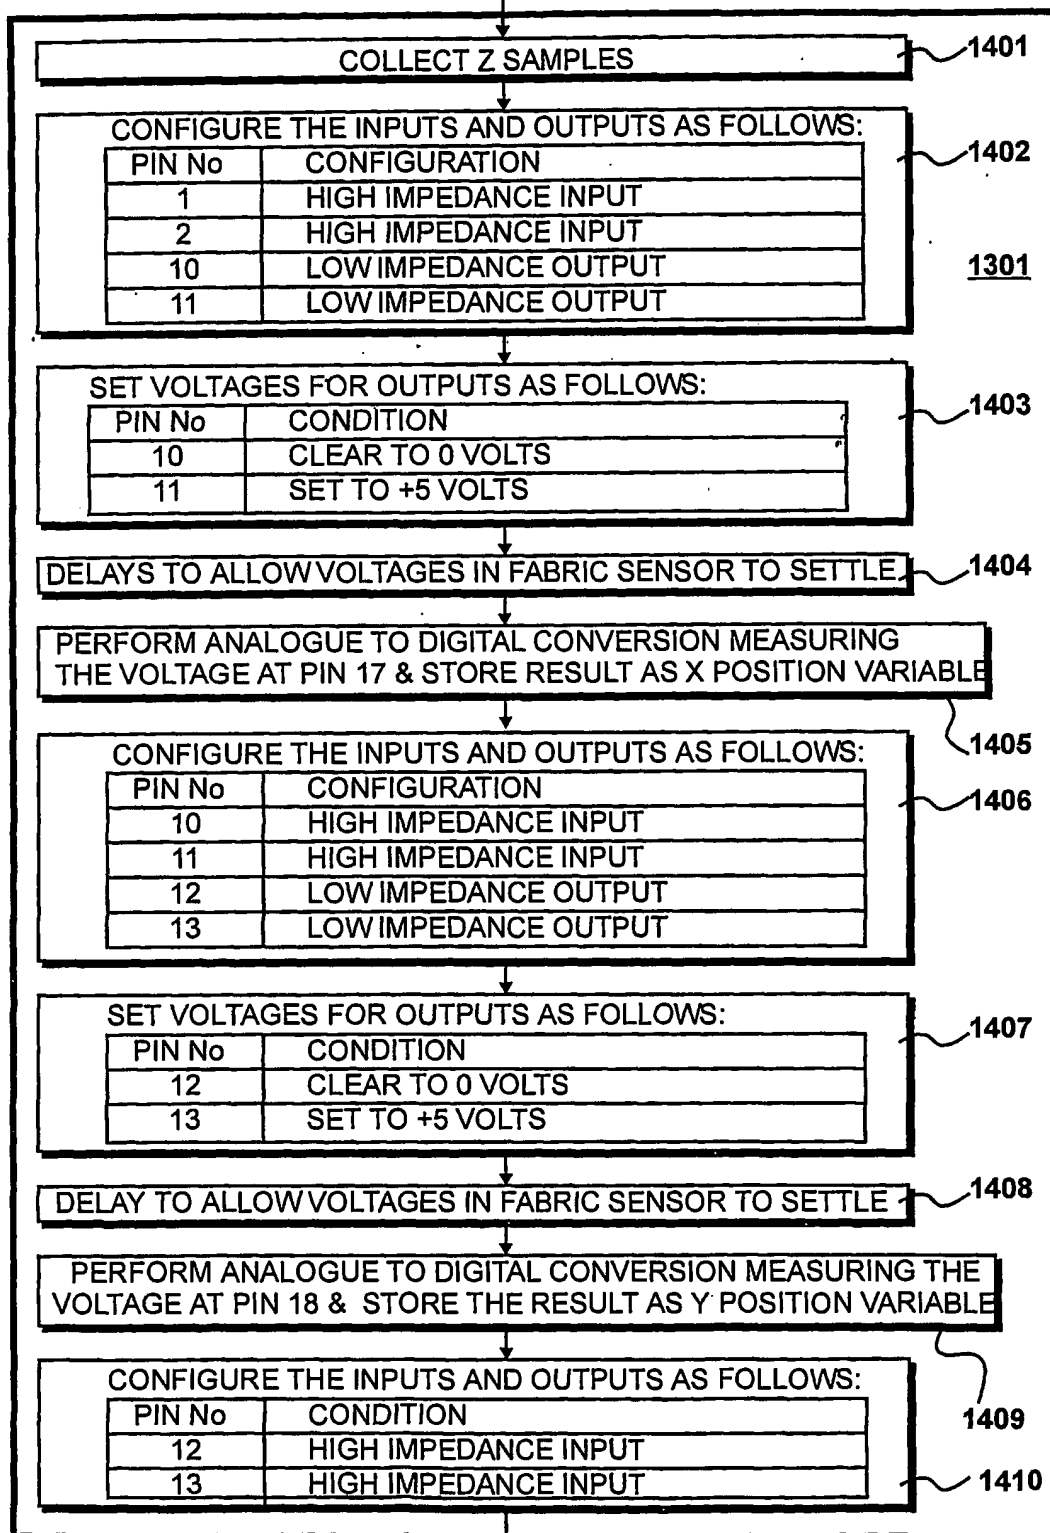 COLLECT Z SAMPLES
1401
CONFIGURE THE INPUTS AND OUTPUTS AS FOLLOWS:
PIN No CONFIGURATION
1 HIGH IMPEDANCE INPUT
2 HIGH IMPEDANCE INPUT
10 LOW IMPEDANCE OUTPUT
11 LOW IMPEDANCE OUTPUT
1402
1301
SET VOLTAGES FOR OUTPUTS AS FOLLOWS:
PIN No CONDITION
10 CLEAR TO 0 VOLTS
11 SET TO +5 VOLTS
1403
DELAYS TO ALLOW VOLTAGES IN FABRIC SENSOR TO SETTLE
1404
PERFORM ANALOGUE TO DIGITAL CONVERSION MEASURING
THE VOLTAGE AT PIN 17 & STORE RESULT AS X POSITION VARIABLE
1405
CONFIGURE THE INPUTS AND OUTPUTS AS FOLLOWS:
PIN No CONFIGURATION
10 HIGH IMPEDANCE INPUT
11 HIGH IMPEDANCE INPUT
12 LOW IMPEDANCE OUTPUT
13 LOW IMPEDANCE OUTPUT
1406
SET VOLTAGES FOR OUTPUTS AS FOLLOWS:
PIN No CONDITION
12 CLEAR TO 0 VOLTS
13 SET TO +5 VOLTS
1407
DELAY TO ALLOW VOLTAGES IN FABRIC SENSOR TO SETTLE
1408
PERFORM ANALOGUE TO DIGITAL CONVERSION MEASURING THE
VOLTAGE AT PIN 18 & STORE THE RESULT AS Y POSITION VARIABLE
1409
CONFIGURE THE INPUTS AND OUTPUTS AS FOLLOWS:
PIN No CONDITION
12 HIGH IMPEDANCE INPUT
13 HIGH IMPEDANCE INPUT
1410